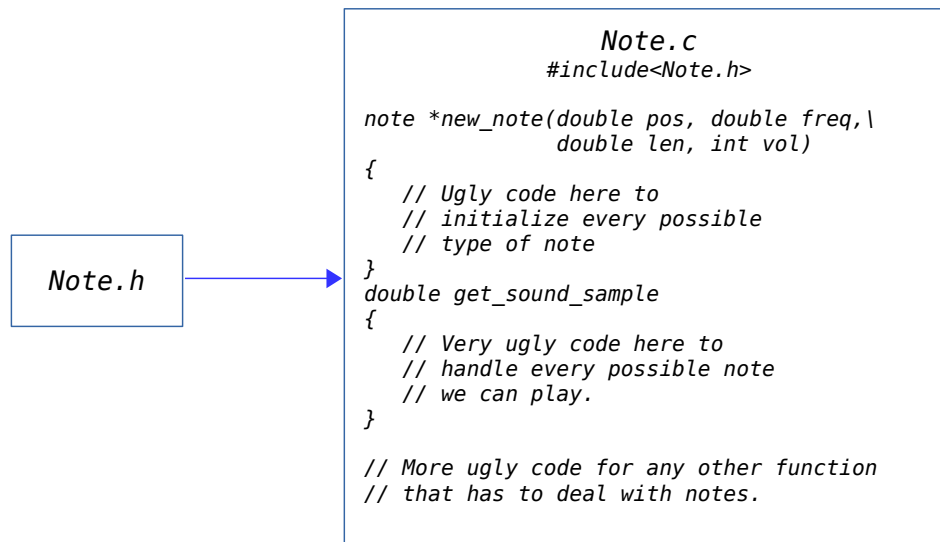 Note.h
Note.c
#include<Note.h>
note *new_note(double pos, double freq,\
double len, int vol)
{
// Ugly code here to
// initialize every possible
// type of note
}
double get_sound_sample
{
// Very ugly code here to
// handle every possible note
// we can play.
}
// More ugly code for any other function
// that has to deal with notes.